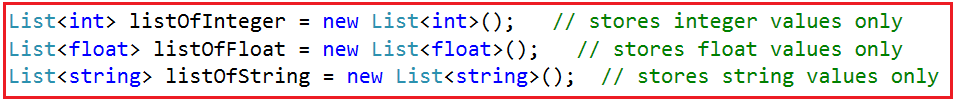 List<int> listOfInteger = new List<int>();   // stores integer values only
List<float> listOfFloat = new List<float>();   // stores float values only
List<string> listOfString = new List<string>();  // stores string values only